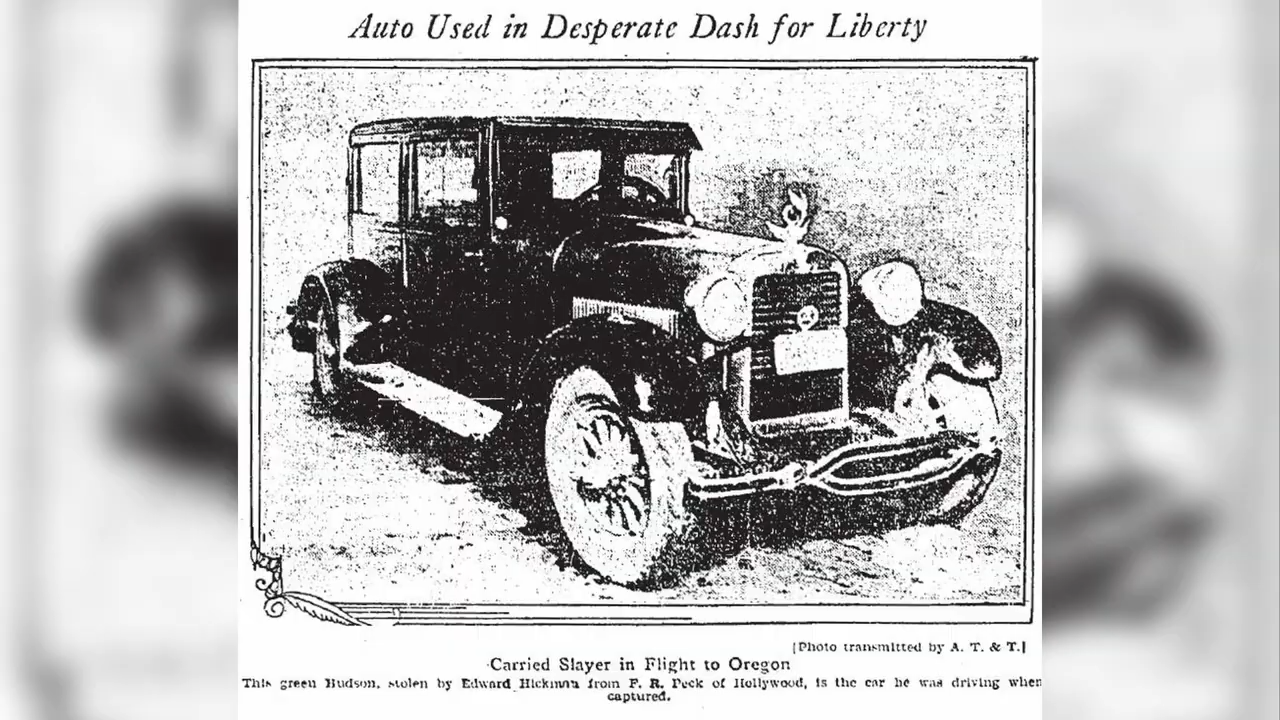 Auto Used in Desperate Dash for Liberty
[Photo transmitted by A. T. & T.]
Carried Slayer in Flight to Oregon
This green Hudson, stolen by Edward Hickman from F. R. Peck of Hollywood, is the car he was driving when
captured.